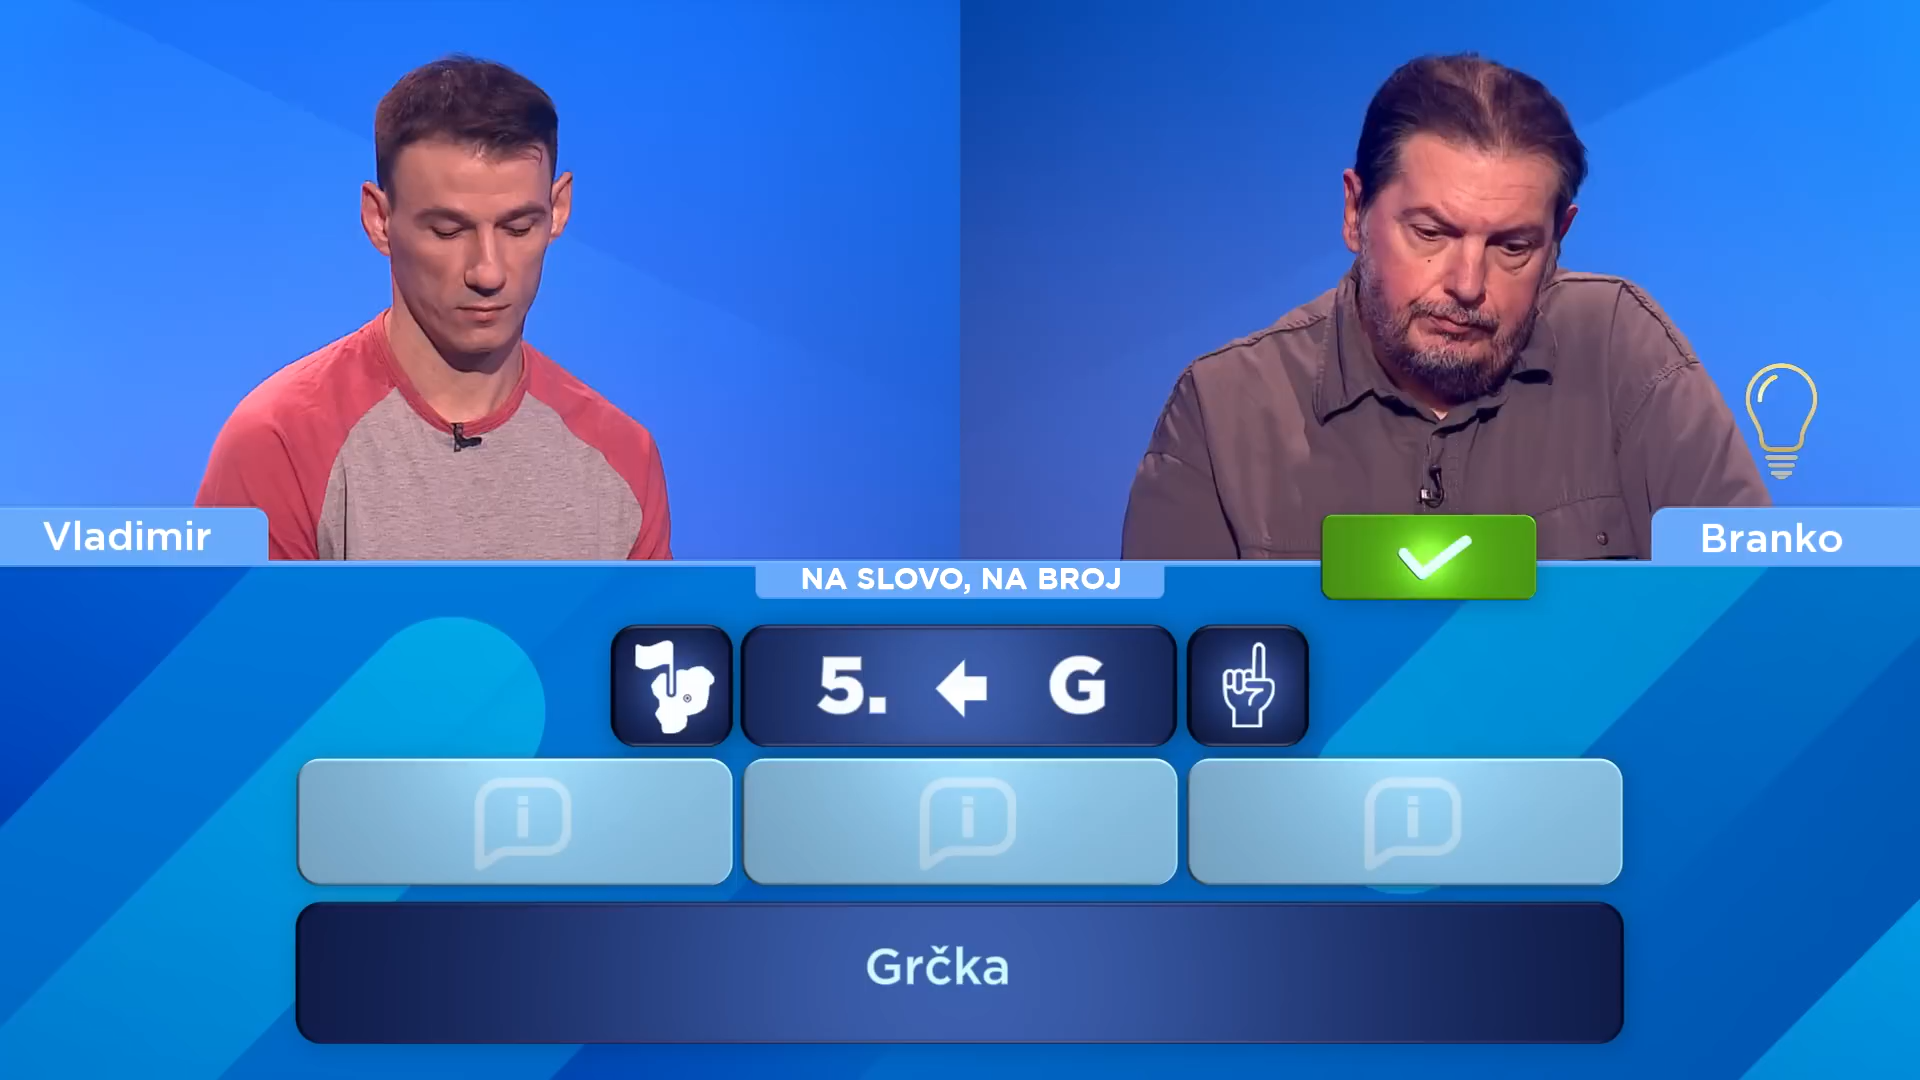 Vladimir
Branko
NA SLOVO, NA BROJ
5. G
i i i
Grčka